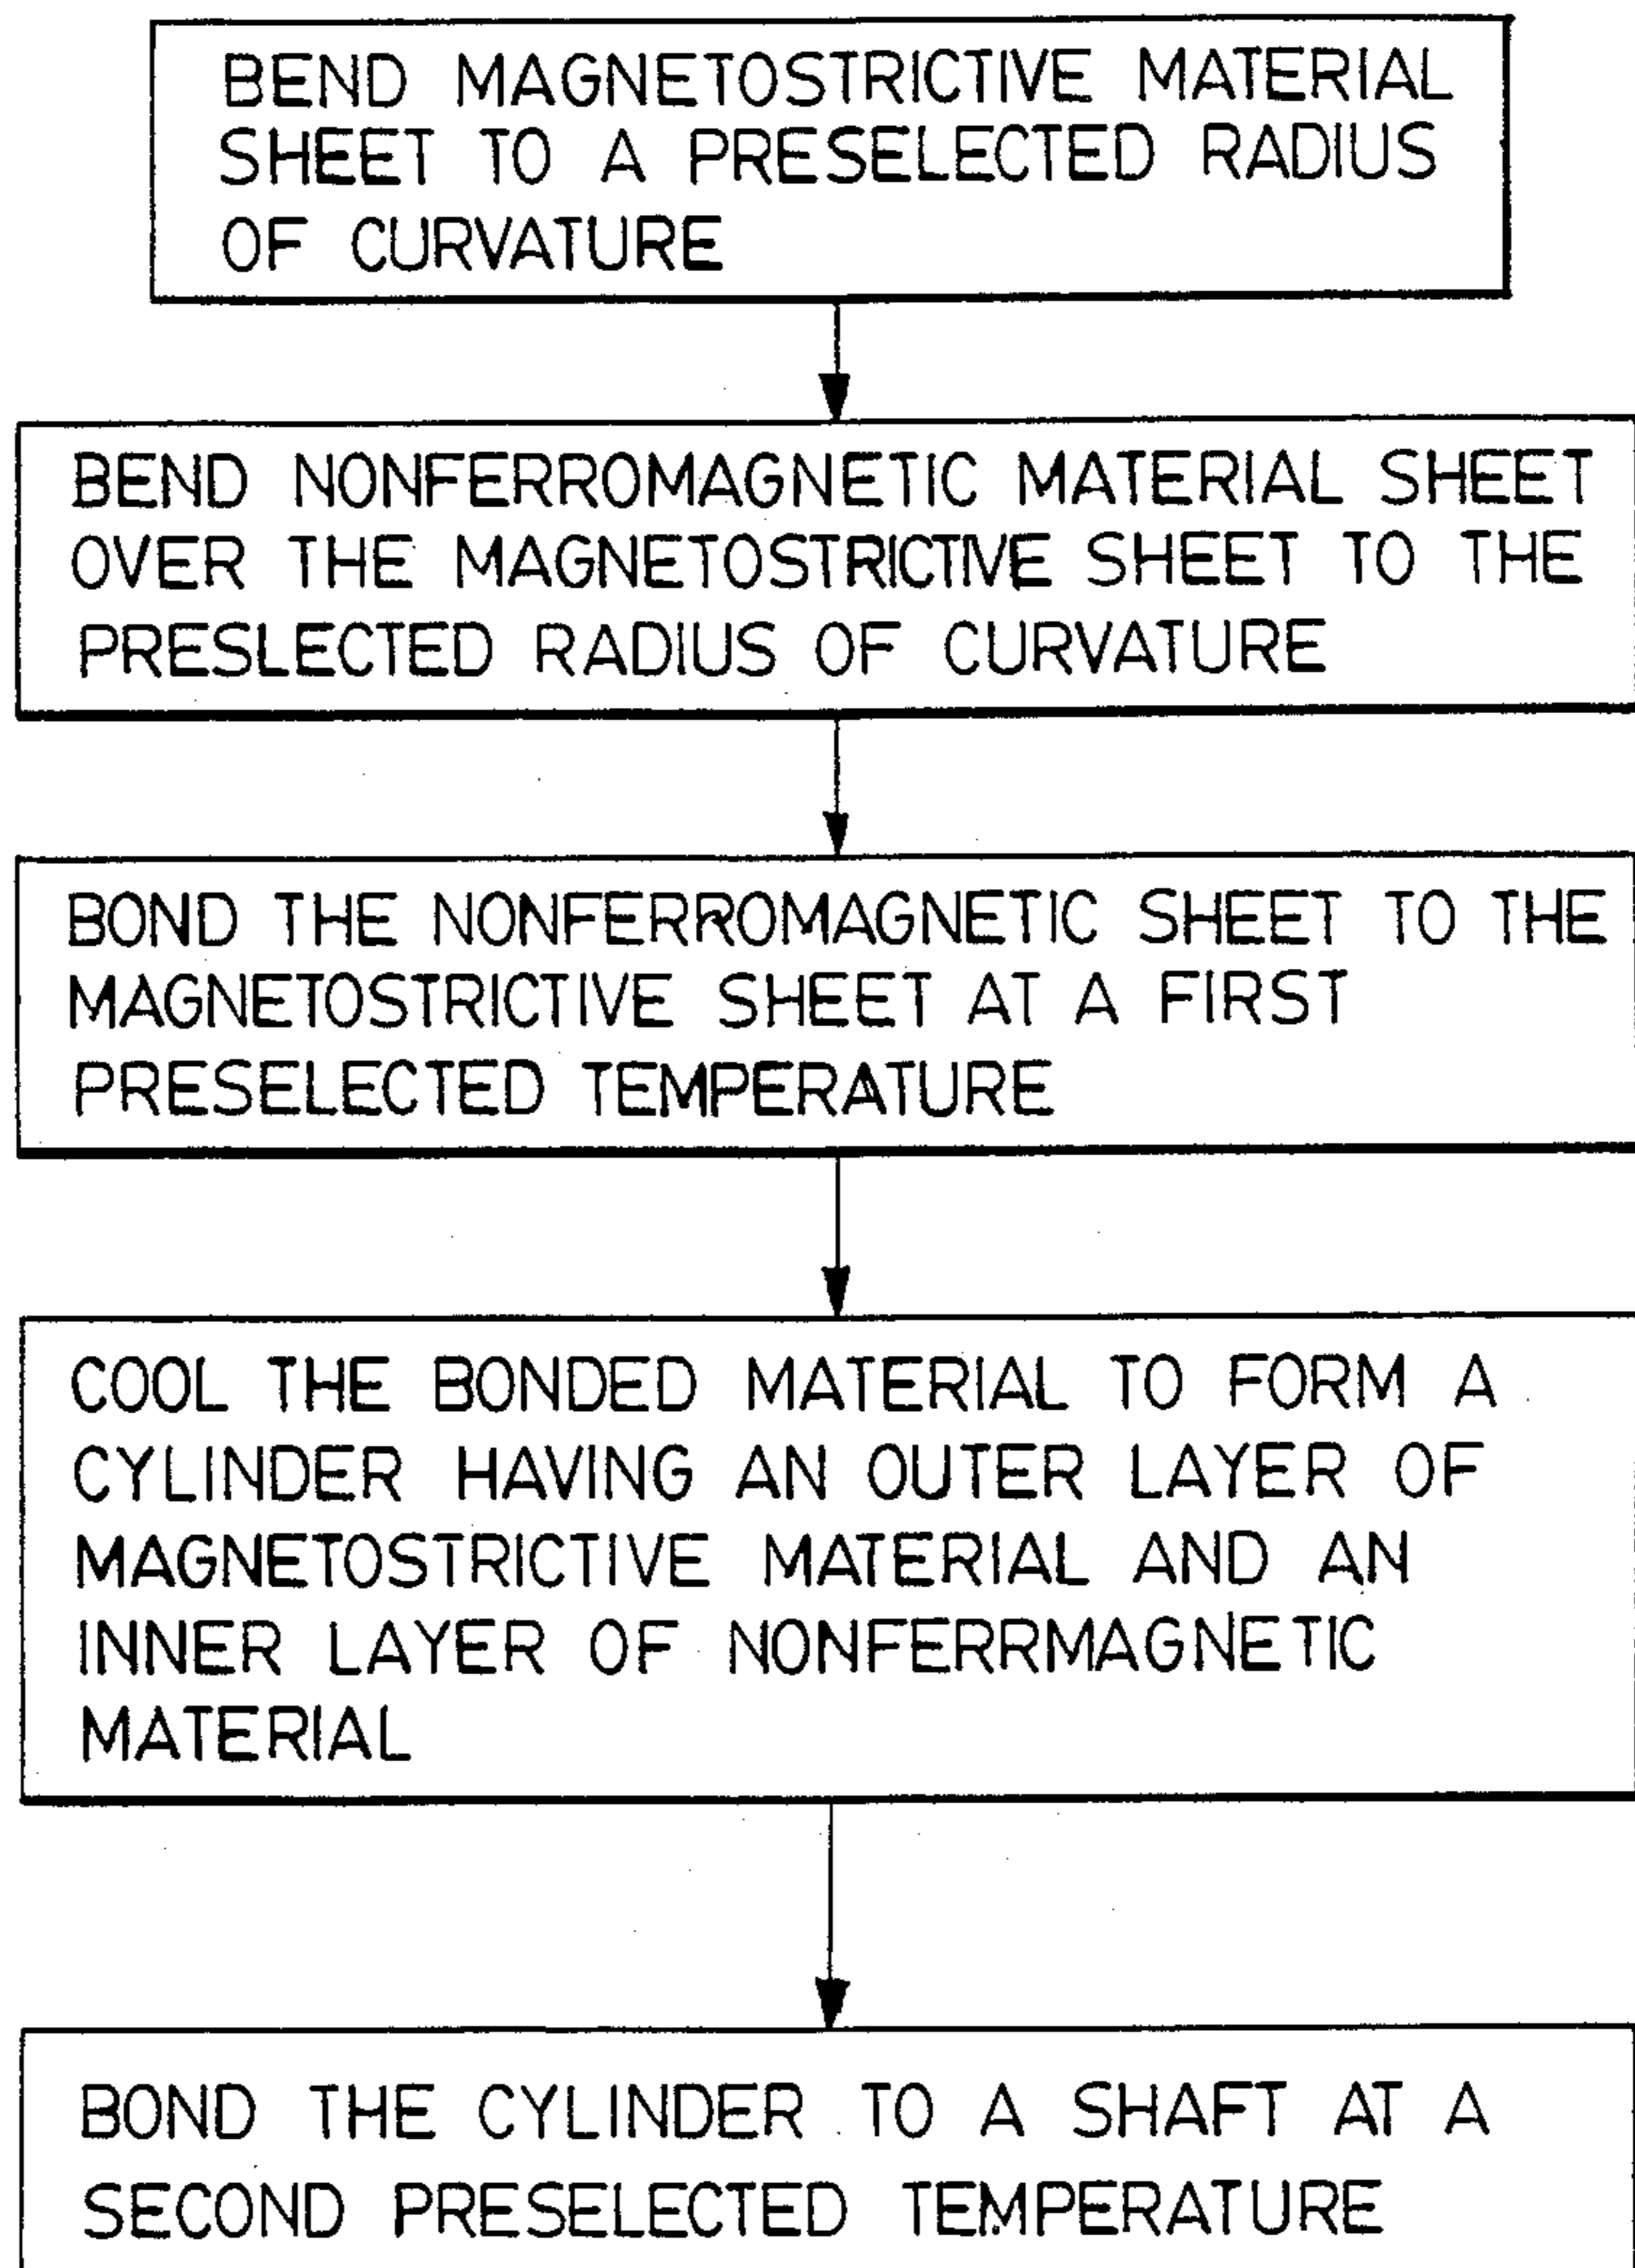 BEND MAGNETOSTRICTIVE MATERIAL
SHEET TO A PRESELECTED RADIUS
OF CURVATURE
BEND NONFERROMAGNETIC MATERIAL SHEET
OVER THE MAGNETOSTRICTIVE SHEET TO THE
PRESLECTED RADIUS OF CURVATURE
BOND THE NONFERROMAGNETIC SHEET TO THE
MAGNETOSTRICTIVE SHEET AT A FIRST
PRESELECTED TEMPERATURE
COOL THE BONDED MATERIAL TO FORM A
CYLINDER HAVING AN OUTER LAYER OF
MAGNETOSTRICTIVE MATERIAL AND AN
INNER LAYER OF NONFERRMAGNETIC
MATERIAL
BOND THE CYLINDER TO A SHAFT AT A
SECOND PRESELECTED TEMPERATURE